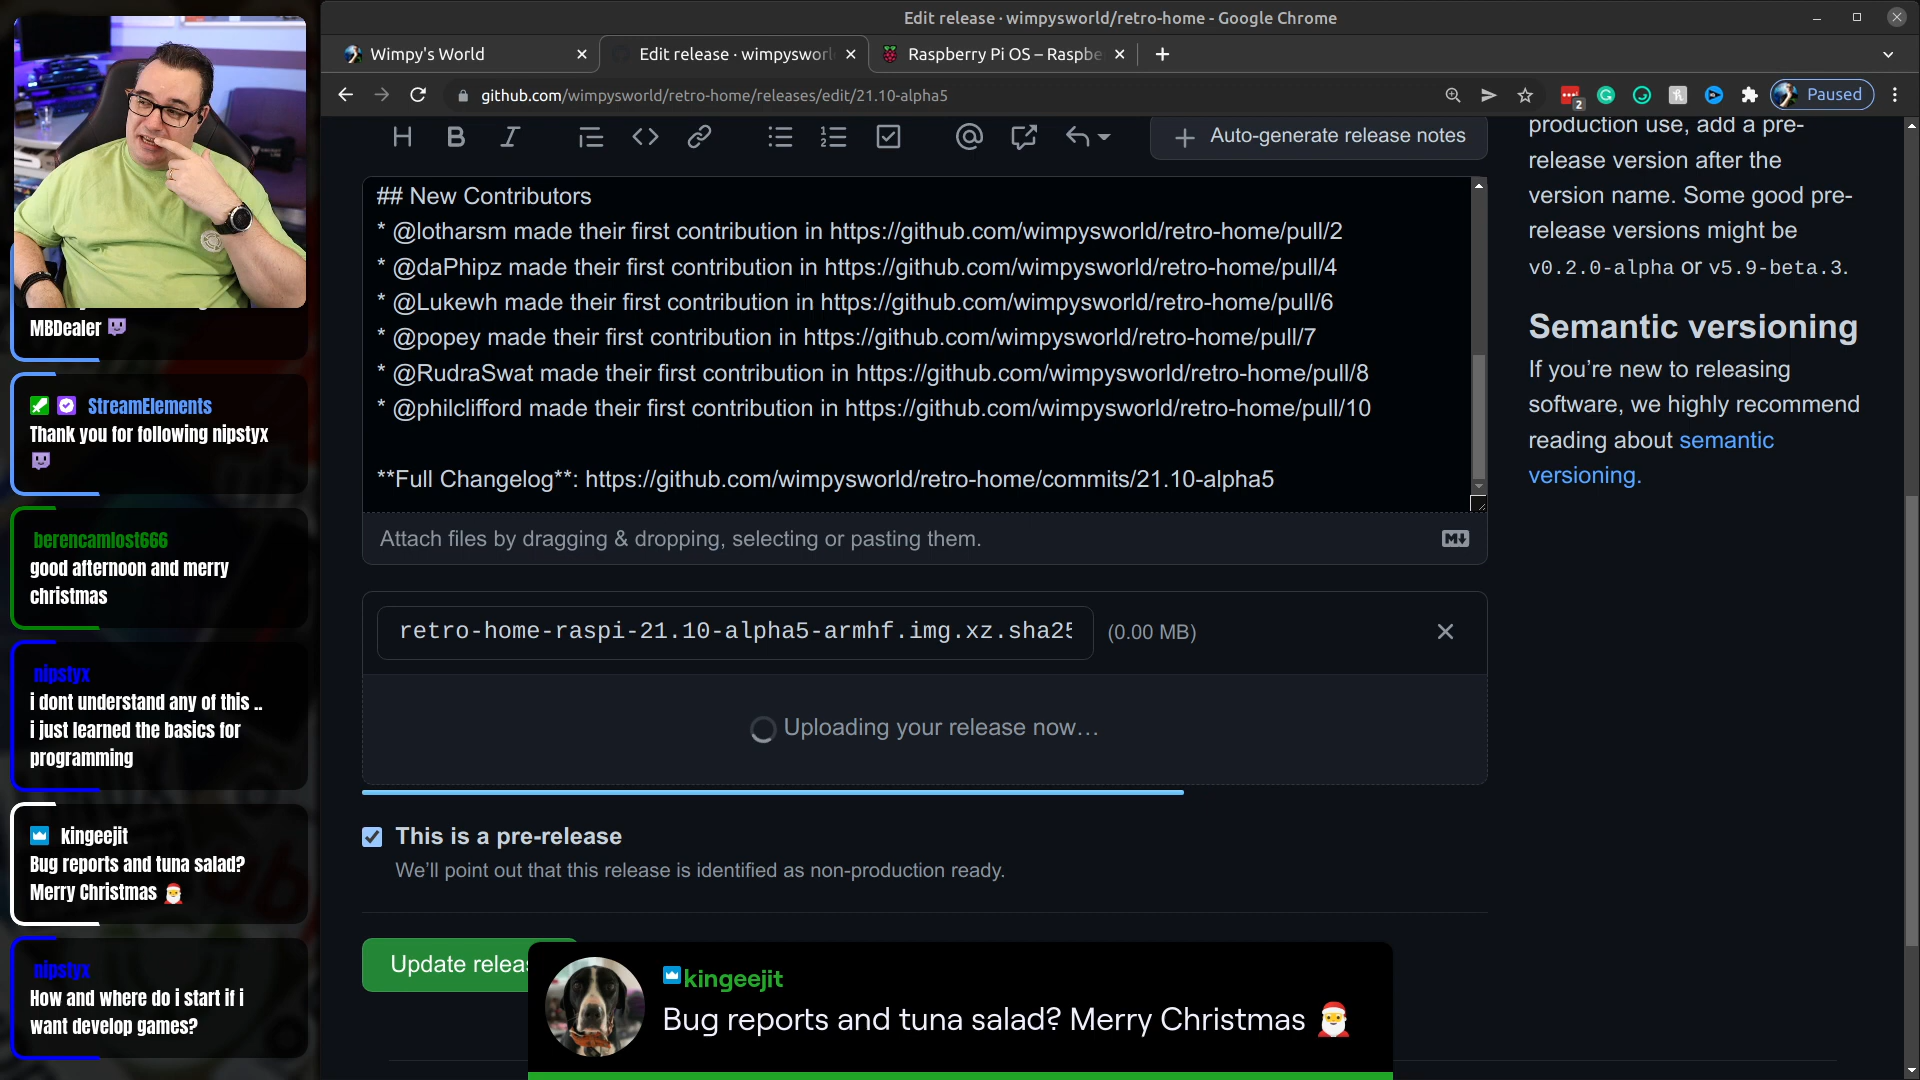 Edit release · wimpysworld/retro-home - Google Chrome
Wimpy's World
Edit release · wimpyswor
Raspberry Pi OS – Raspbe
github.com/wimpysworld/retro-home/releases/edit/21.10-alpha5
2
Paused
Auto-generate release notes
## New Contributors
* @lotharsm made their first contribution in https://github.com/wimpysworld/retro-home/pull/2
* @daPhipz made their first contribution in https://github.com/wimpysworld/retro-home/pull/4
* @Lukewh made their first contribution in https://github.com/wimpysworld/retro-home/pull/6
* @popey made their first contribution in https://github.com/wimpysworld/retro-home/pull/7
* @RudraSwat made their first contribution in https://github.com/wimpysworld/retro-home/pull/8
* @philclifford made their first contribution in https://github.com/wimpysworld/retro-home/pull/10
**Full Changelog**: https://github.com/wimpysworld/retro-home/commits/21.10-alpha5
Attach files by dragging & dropping, selecting or pasting them.
retro-home-raspi-21.10-alpha5-armhf.img.xz.sha25
(0.00 MB)
Uploading your release now…
This is a pre-release
We’ll point out that this release is identified as non-production ready.
Update releas
production use, add a pre-
release version after the
version name. Some good pre-
release versions might be
v0.2.0-alpha or v5.9-beta.3.
Semantic versioning
If you’re new to releasing
software, we highly recommend
reading about semantic
versioning.
MBDealer
StreamElements
Thank you for following nipstyx
berencamlost666
good afternoon and merry
christmas
nipstyx
i dont understand any of this ..
i just learned the basics for
programming
kingeejit
Bug reports and tuna salad?
Merry Christmas 🎅
nipstyx
How and where do i start if i
want develop games?
kingeejit
Bug reports and tuna salad? Merry Christmas 🎅